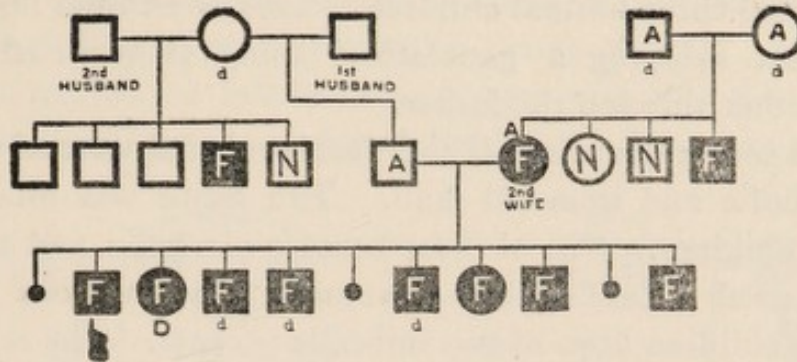 A A
2nd HUSBAND d 1st HUSBAND d d
A
F N A F N N F
2nd WIFE
F F F F F F F F
D d d d